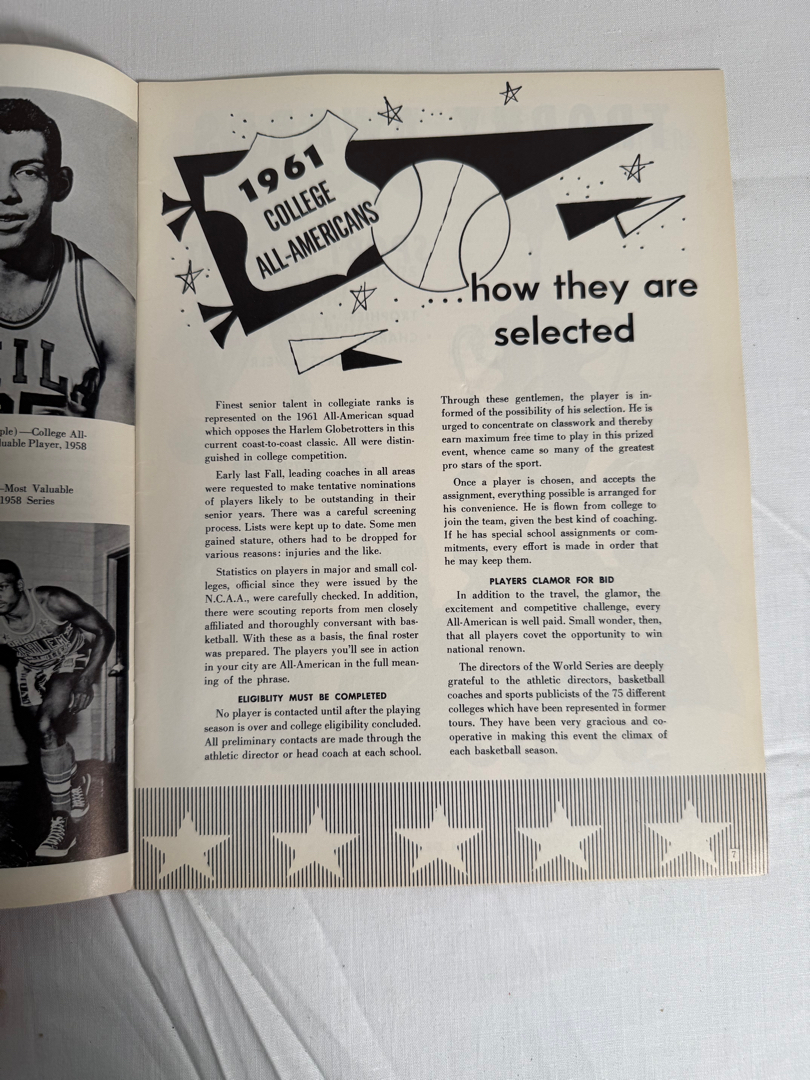 IL
ple)—College All-
luable Player, 1958
—Most Valuable
1958 Series
1961
COLLEGE
ALL-AMERICANS
...how they are
selected
Finest senior talent in collegiate ranks is
represented on the 1961 All-American squad
which opposes the Harlem Globetrotters in this
current coast-to-coast classic. All were distin-
guished in college competition.
Early last Fall, leading coaches in all areas
were requested to make tentative nominations
of players likely to be outstanding in their
senior years. There was a careful screening
process. Lists were kept up to date. Some men
gained stature, others had to be dropped for
various reasons: injuries and the like.
Statistics on players in major and small col-
leges, official since they were issued by the
N.C.A.A., were carefully checked. In addition,
there were scouting reports from men closely
affiliated and thoroughly conversant with bas-
ketball. With these as a basis, the final roster
was prepared. The players you'll see in action
in your city are All-American in the full mean-
ing of the phrase.
ELIGIBLITY MUST BE COMPLETED
No player is contacted until after the playing
season is over and college eligibility concluded.
All preliminary contacts are made through the
athletic director or head coach at each school.
Through these gentlemen, the player is in-
formed of the possibility of his selection. He is
urged to concentrate on classwork and thereby
earn maximum free time to play in this prized
event, whence came so many of the greatest
pro stars of the sport.
Once a player is chosen, and accepts the
assignment, everything possible is arranged for
his convenience. He is flown from college to
join the team, given the best kind of coaching.
If he has special school assignments or com-
mitments, every effort is made in order that
he may keep them.
PLAYERS CLAMOR FOR BID
In addition to the travel, the glamor, the
excitement and competitive challenge, every
All-American is well paid. Small wonder, then,
that all players covet the opportunity to win
national renown.
The directors of the World Series are deeply
grateful to the athletic directors, basketball
coaches and sports publicists of the 75 different
colleges which have been represented in former
tours. They have been very gracious and co-
operative in making this event the climax of
each basketball season.
7